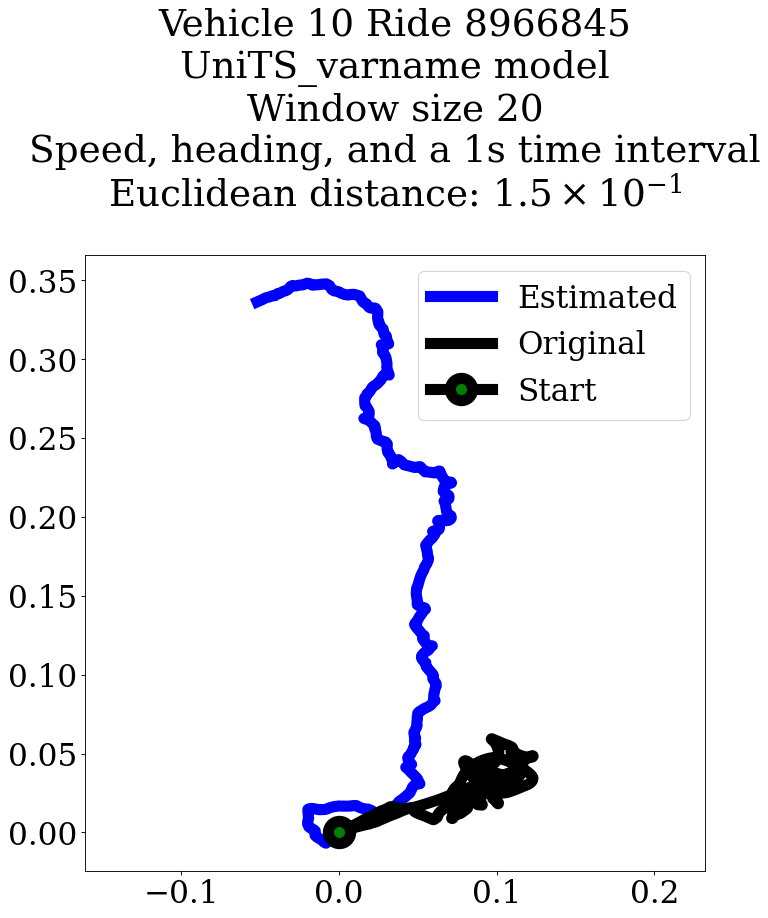 Vehicle 10 Ride 8966845
UniTS_varname model
Window size 20
Speed, heading, and a 1s time interval
Euclidean distance: 1.5 × 10⁻¹
0.35
0.30
0.25
0.20
0.15
0.10
0.05
0.00
Estimated
Original
Start
−0.1
0.0
0.1
0.2